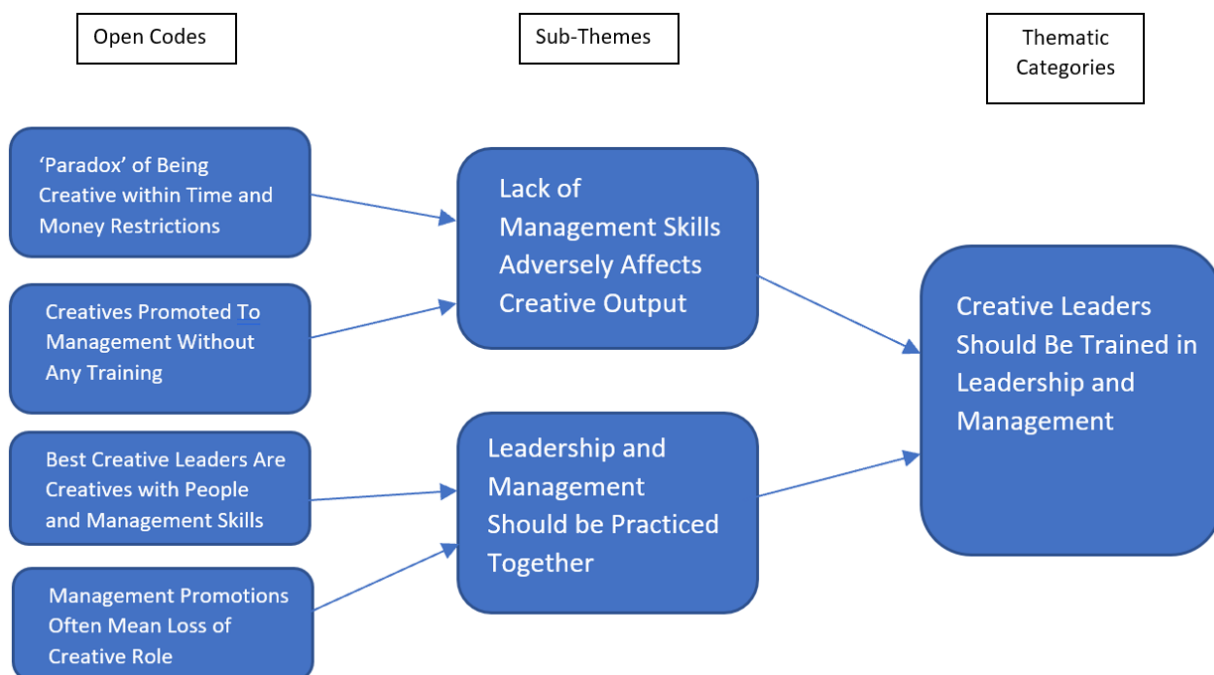 Open Codes
Sub-Themes
Thematic
Categories
‘Paradox’ of Being
Creative within Time and
Money Restrictions
Creatives Promoted To
Management Without
Any Training
Best Creative Leaders Are
Creatives with People
and Management Skills
Management Promotions
Often Mean Loss of
Creative Role
Lack of
Management Skills
Adversely Affects
Creative Output
Leadership and
Management
Should be Practiced
Together
Creative Leaders
Should Be Trained in
Leadership and
Management